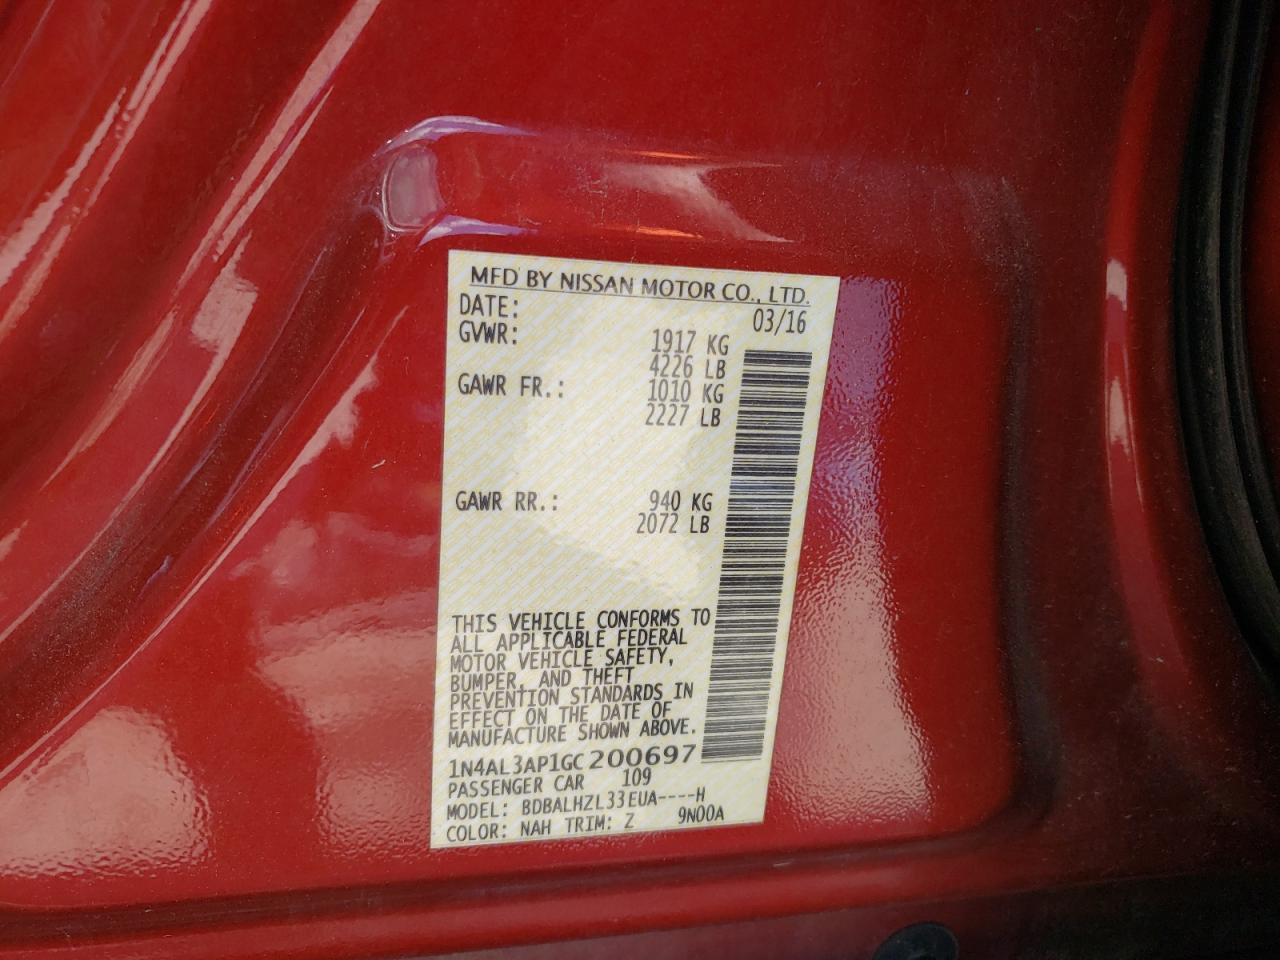 MFD BY NISSAN MOTOR CO., LTD.
DATE: 03/16
GVWR: 1917 KG
4226 LB
GAWR FR.: 1010 KG
2227 LB
GAWR RR.: 940 KG
2072 LB
THIS VEHICLE CONFORMS TO
ALL APPLICABLE FEDERAL
MOTOR VEHICLE SAFETY,
BUMPER, AND THEFT
PREVENTION STANDARDS IN
EFFECT ON THE DATE OF
MANUFACTURE SHOWN ABOVE.
1N4AL3AP1GC200697
PASSENGER CAR 109
MODEL: BDBALHZL33EUA----H
COLOR: NAH TRIM: Z 9N00A